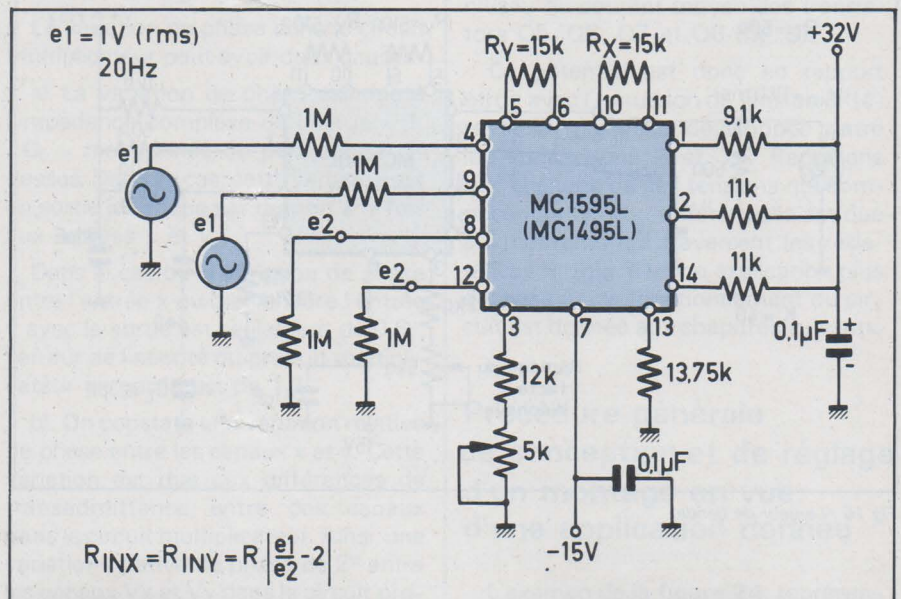 e1=1V (rms)
20Hz
RY=15k
RX=15k
+32V
5
6
10
11
1M
4
1
9,1k
e1
1M
9
MC1595L
(MC1495L)
2
11k
e1
e2
8
e2
12
14
11k
3
7
13
1M
1M
0,1µF
+
-
12k
13,75k
5k
0,1µF
-15V
RINX=RINY=R|e1/e2-2|